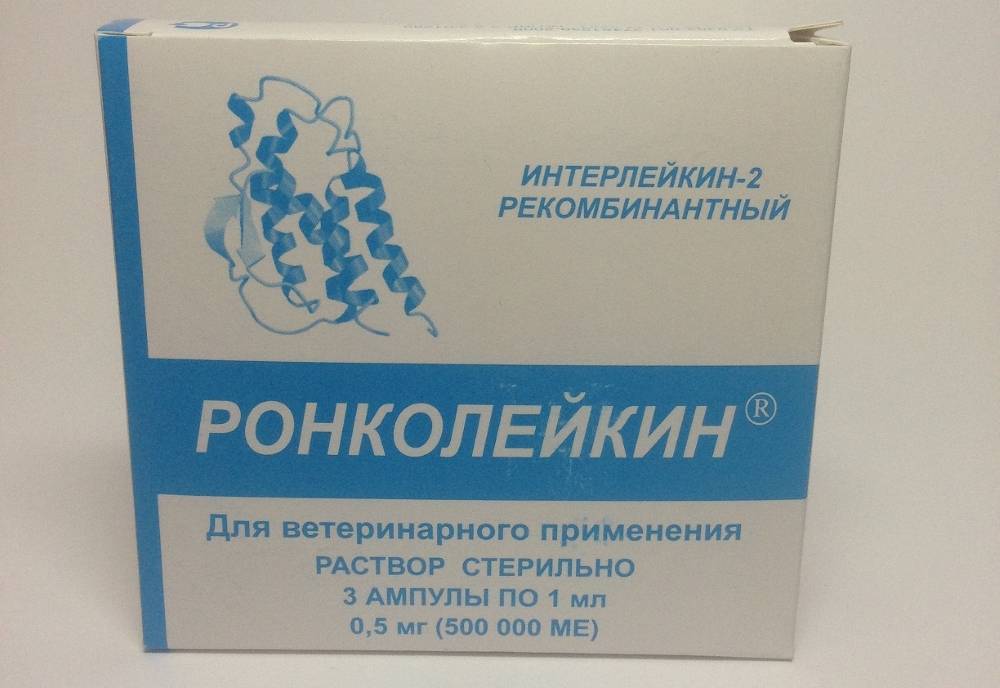 ИНТЕРЛЕЙКИН-2
РЕКОМБИНАНТНЫЙ
РОНКОЛЕЙКИН®
Для ветеринарного применения
РАСТВОР СТЕРИЛЬНО
3 АМПУЛЫ ПО 1 мл
0,5 мг (500 000 МЕ)